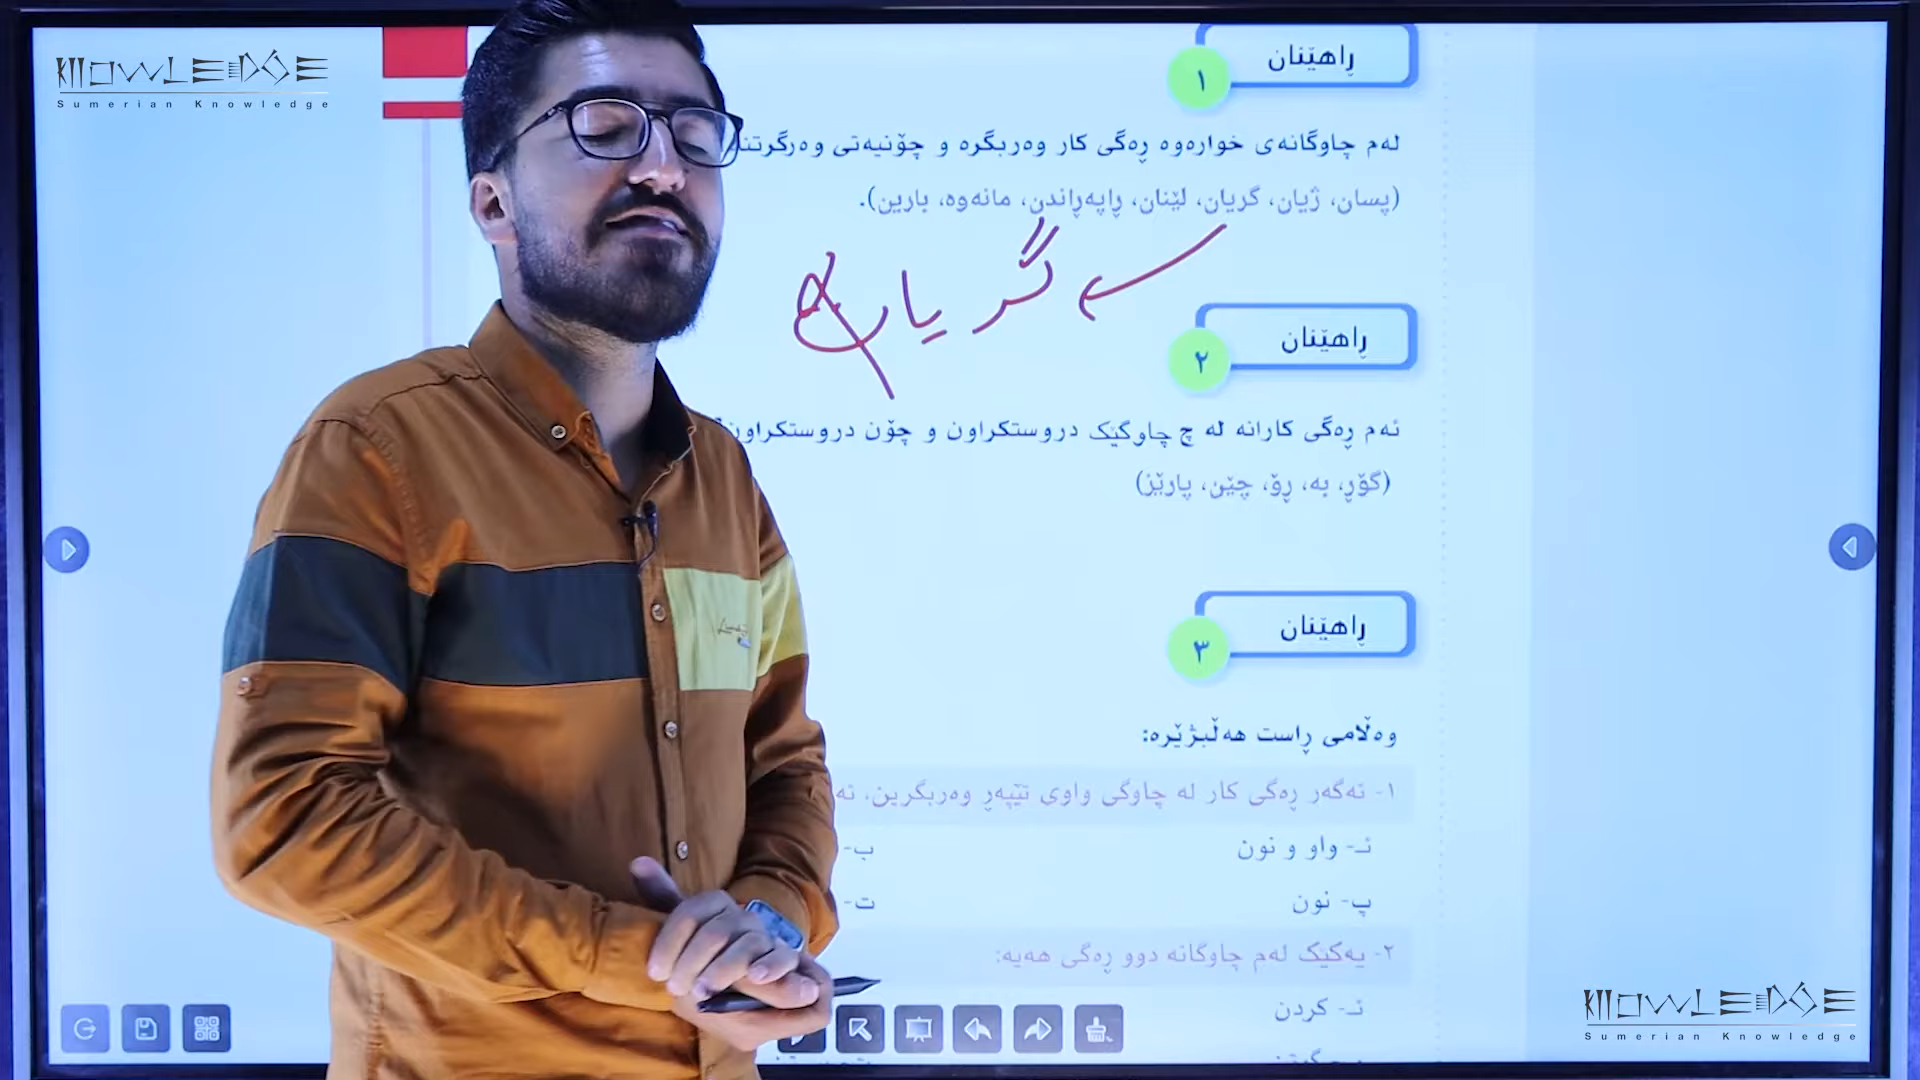 KNOWLEDGE
Sumerian Knowledge
ڕاهێنان
١
لەم چاوگانەی خوارەوە ڕەگی کار وەربگرە و چۆنیەتی وەرگرتنە
(پسان، ژیان، گریان، لێنان، ڕاپەڕاندن، مانەوە، بارین).
گریان
ڕاهێنان
٢
ئەم ڕەگی کارانە لە چ چاوگێک دروستکراون و چۆن دروستکراون؟
(گۆڕ، بە، ڕۆ، چێن، پارێز)
ڕاهێنان
٣
وەڵامی ڕاست هەڵبژێرە:
١- ئەگەر ڕەگی کار لە چاوگی واوی تێپەڕ وەربگرین، ئە
ئـ- واو و نون
ب-
پ- نون
ت-
٢- یەکێک لەم چاوگانە دوو ڕەگی هەیە:
ئـ- کردن
KNOWLEDGE
Sumerian Knowledge